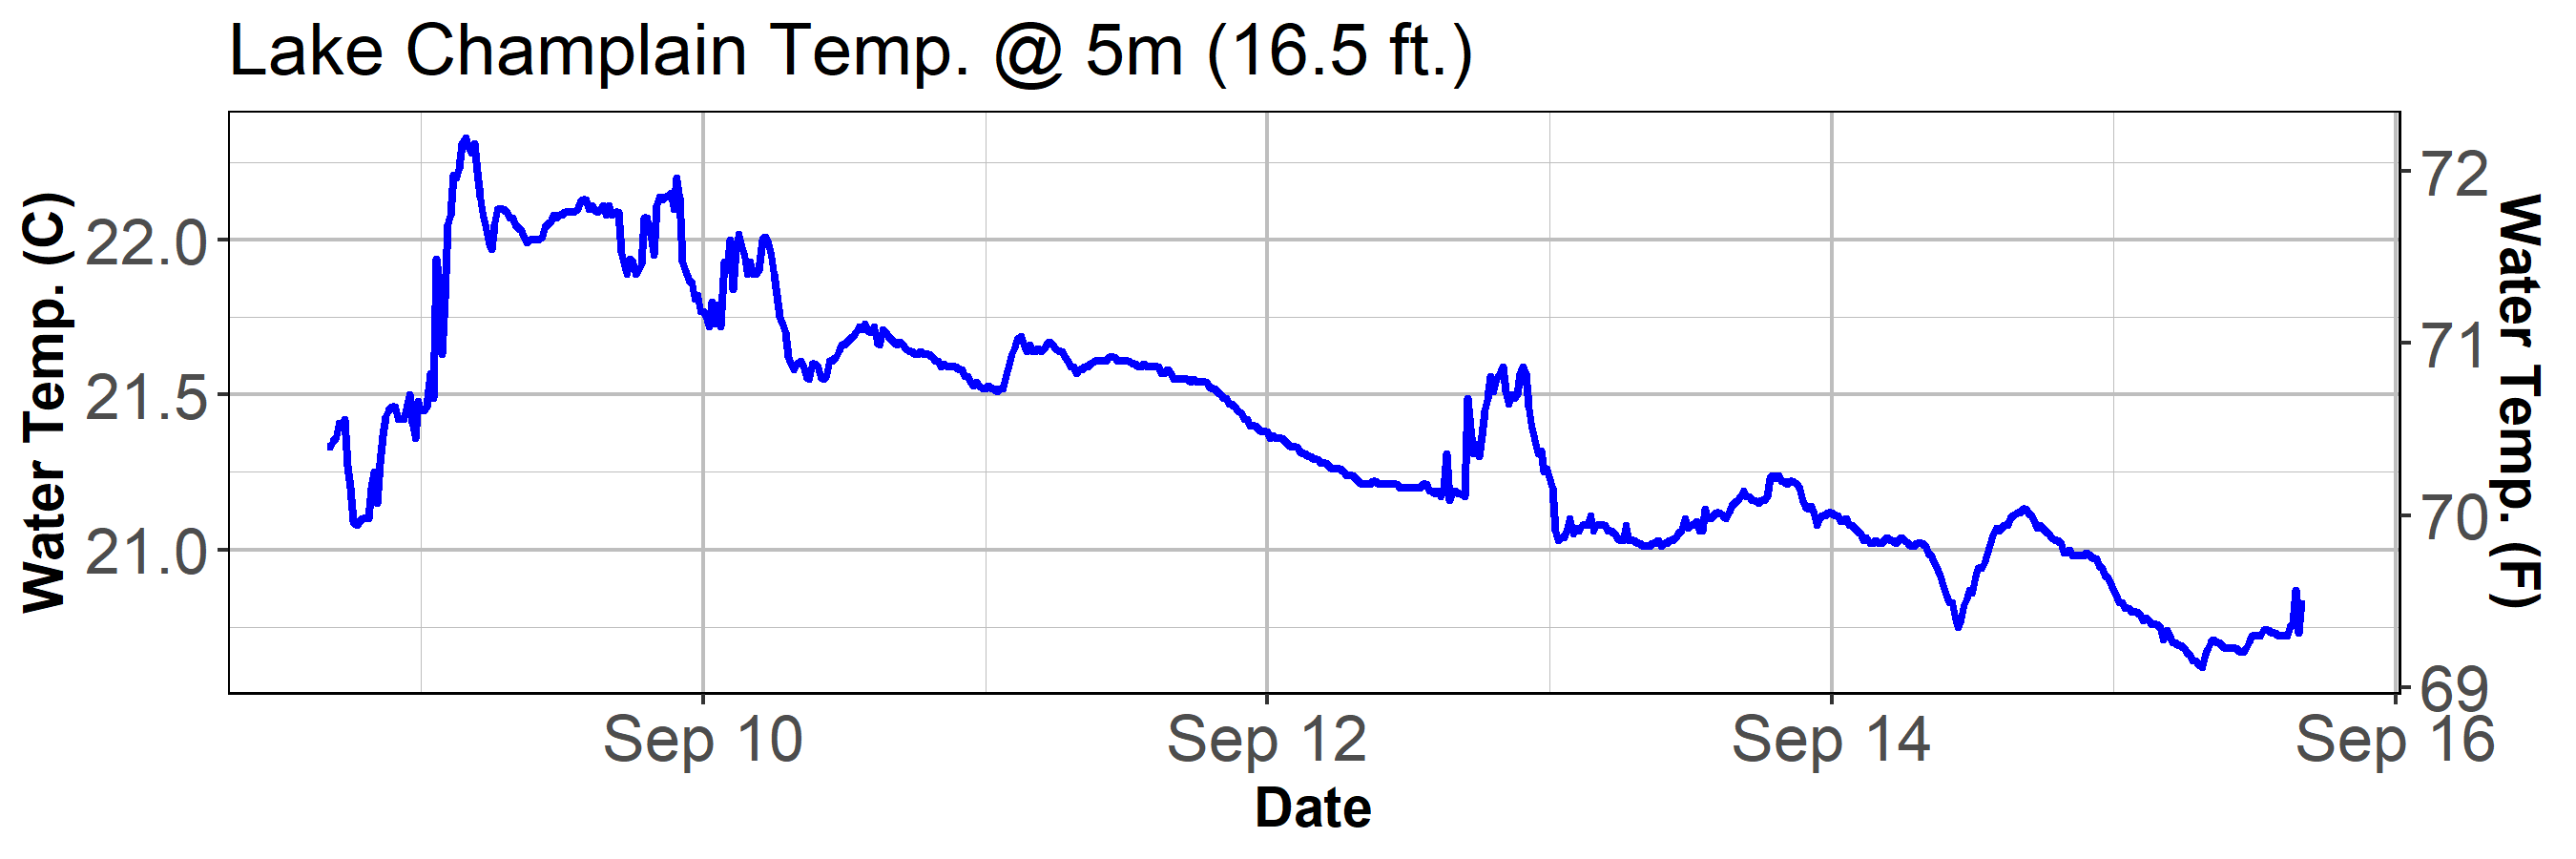 Lake Champlain Temp. @ 5m (16.5 ft.)
Water Temp. (C)
22.0
21.5
21.0
72
71
70
69
Water Temp. (F)
Sep 10 Sep 12 Sep 14 Sep 16
Date